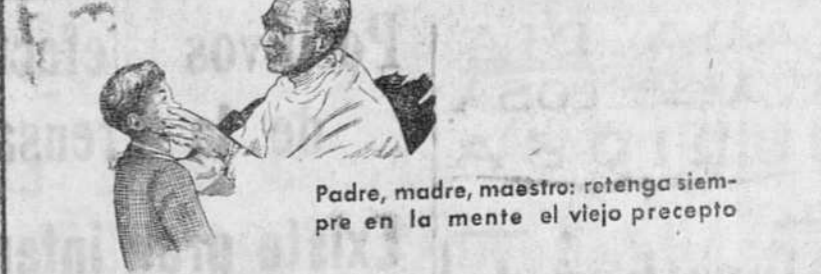 Padre, madre, maestro: retenga siem-
pre en la mente el viejo precepto